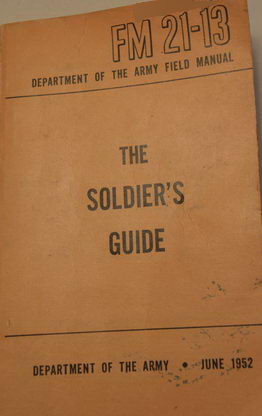 FM 21-13
DEPARTMENT OF THE ARMY FIELD MANUAL
THE
SOLDIER'S
GUIDE
DEPARTMENT OF THE ARMY • JUNE 1952